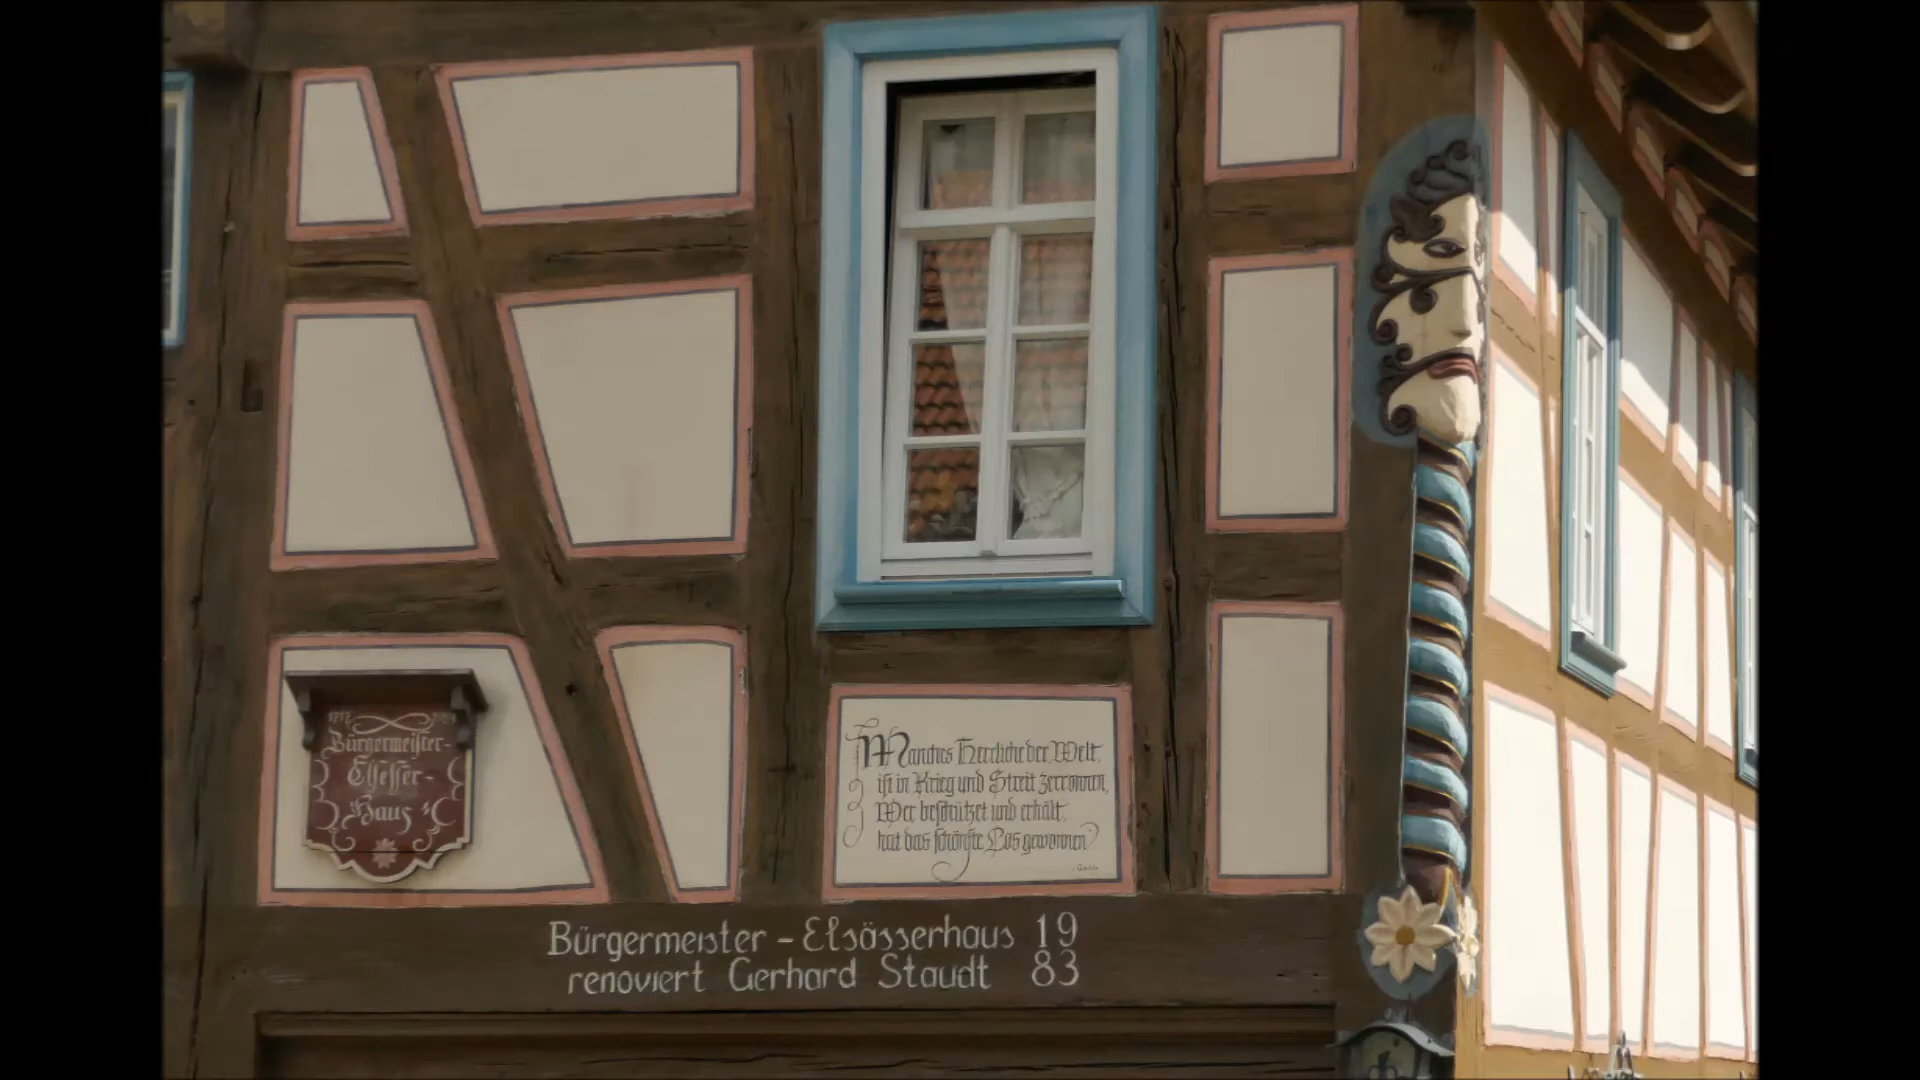 Bürgermeister-
Haus
Manches Herrliche der Welt,
ist in Krieg und Streit zerronnen,
Wer beschützet und erhält,
hat das schönste Los gewonnen
Bürgermeister - Elsässerhaus 19
renoviert Gerhard Staudt 83